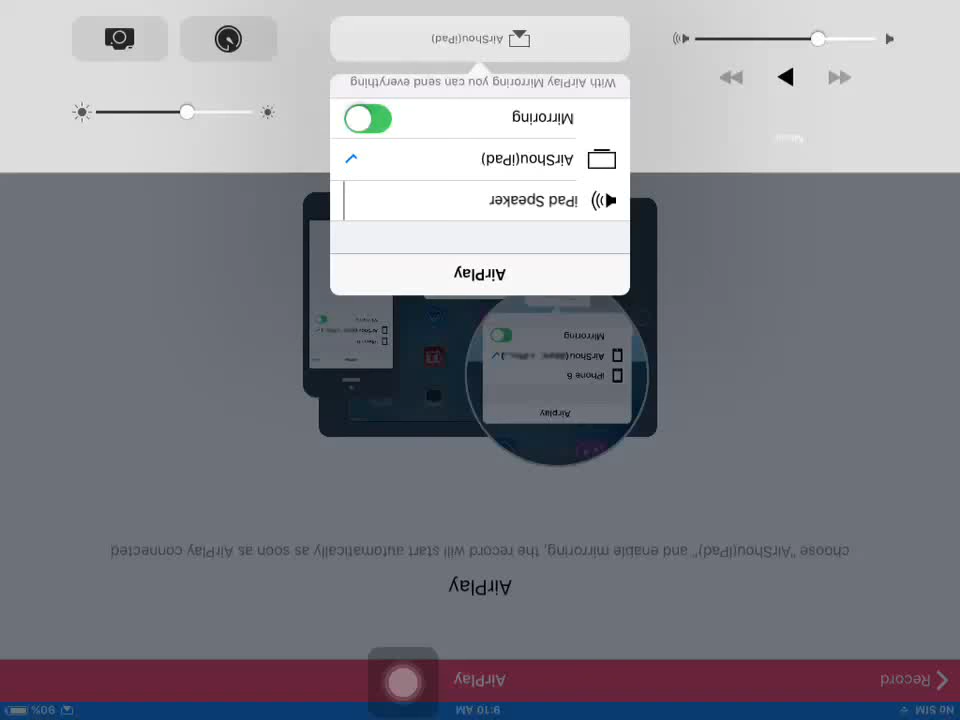 No SIM
9:10 AM
90%
Record
AirPlay
AirPlay
choose "AirShou(iPad)" and enable mirroring, the record will start automatically as soon as AirPlay connected
Airplay
iPhone 6
AirShou(
Mirroring
AirPlay
iPad Speaker
AirShou(iPad)
Mirroring
With AirPlay Mirroring you can send everything
AirShou(iPad)